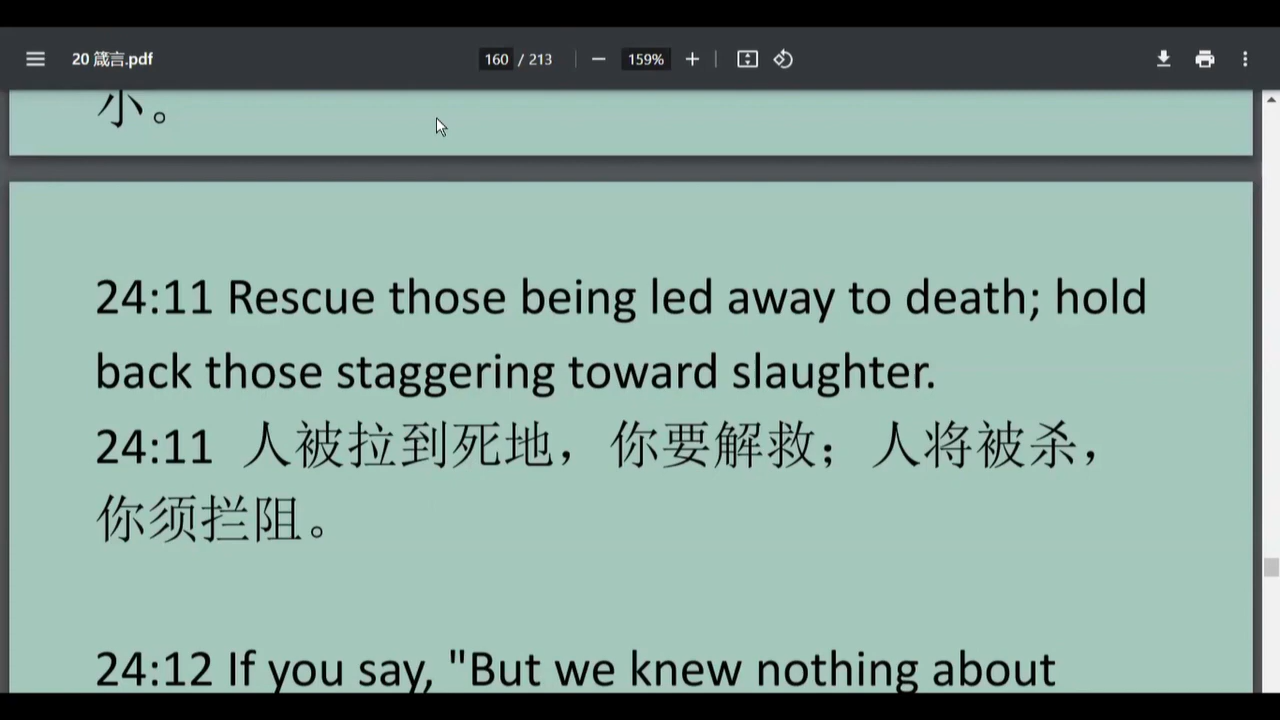 20 箴言.pdf
160 / 213
159%
小。
24:11 Rescue those being led away to death; hold
back those staggering toward slaughter.
24:11 人被拉到死地，你要解救；人将被杀，
你须拦阻。
24:12 If you say, "But we knew nothing about